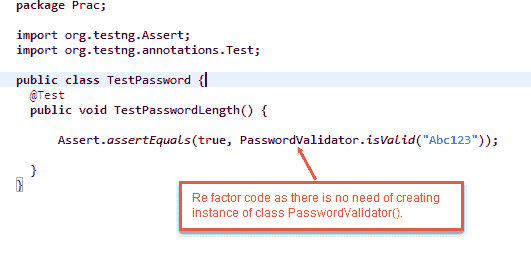 package Prac;
import org.testng.Assert;
import org.testng.annotations.Test;
public class TestPassword {
@Test
public void TestPasswordLength() {
Assert.assertEquals(true, PasswordValidator.isValid("Abc123"));
}
}
Re factor code as there is no need of creating
instance of class PasswordValidator().